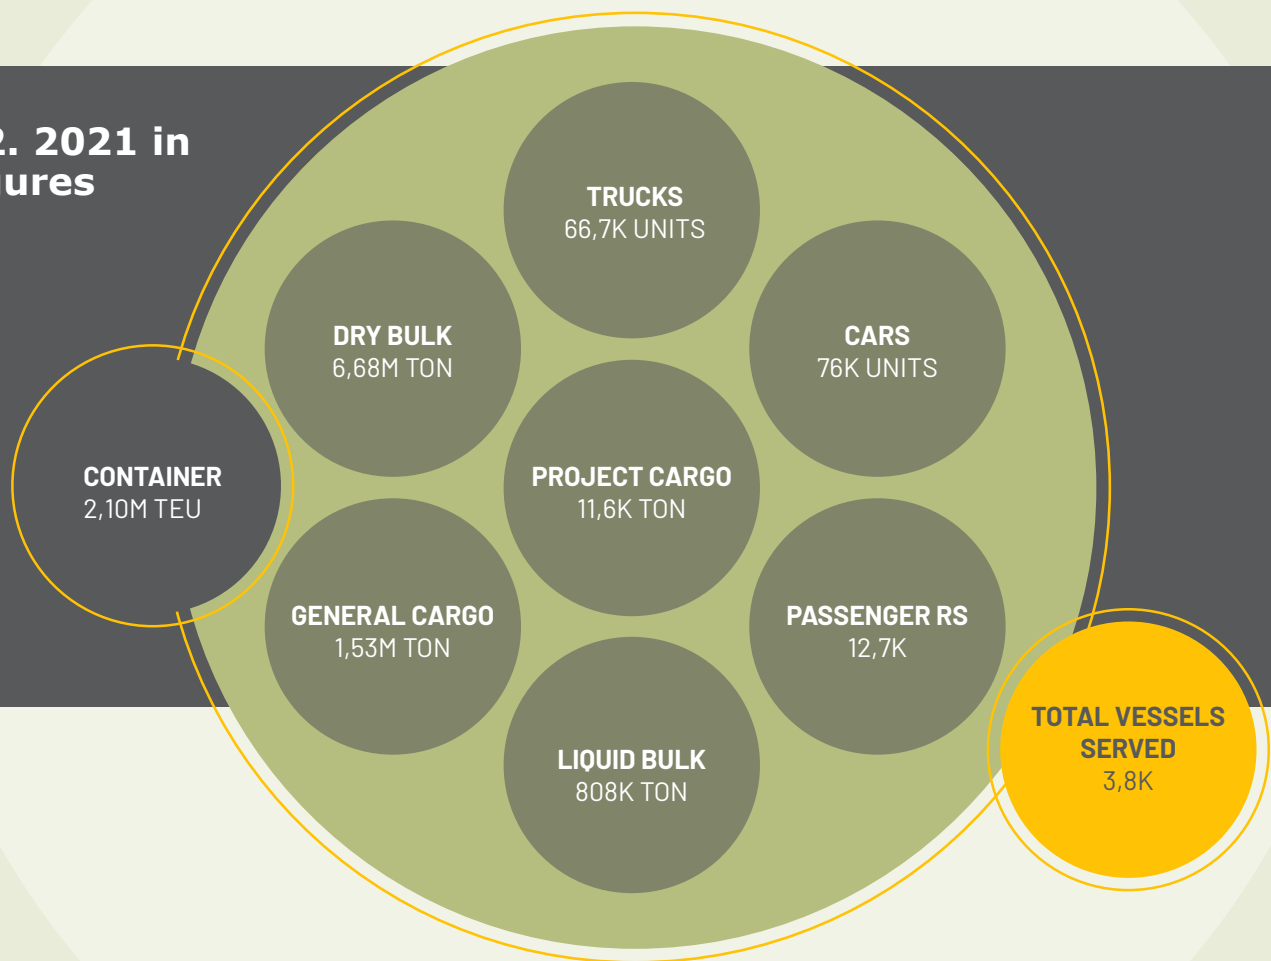 2. 2021 in
TRUCKS
66,7K UNITS
DRY BULK
6,68M TON
CARS
76K UNITS
CONTAINER
2,10M TEU
PROJECT CARGO
11,6K TON
GENERAL CARGO
1,53M TON
PASSENGER RS
12,7K
LIQUID BULK
808K TON
TOTAL VESSELS
SERVED
3,8K